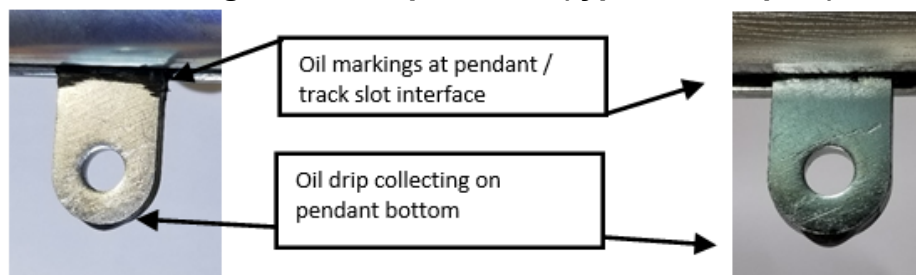 Oil markings at pendant /
track slot interface
Oil drip collecting on
pendant bottom